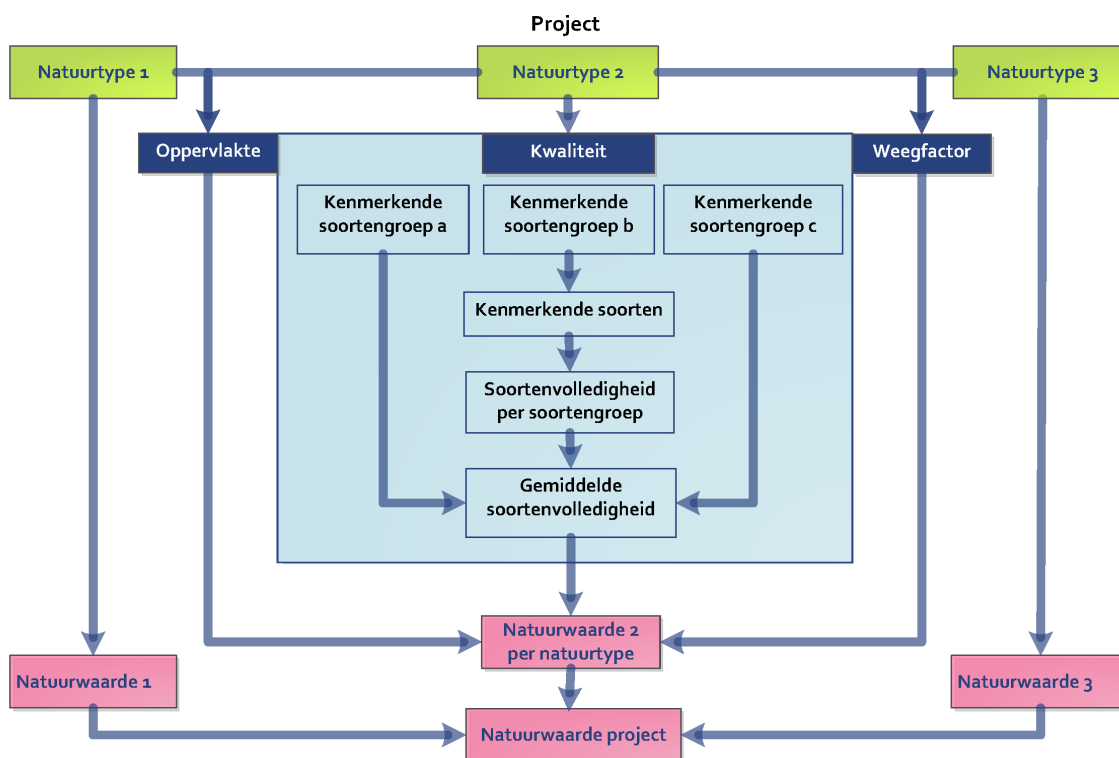 Project
Natuurtype 1
Natuurtype 2
Natuurtype 3
Oppervlakte
Kwaliteit
Weegfactor
Kenmerkende
soortengroep a
Kenmerkende
soortengroep b
Kenmerkende
soortengroep c
Kenmerkende soorten
Soortenvolledigheid
per soortengroep
Gemiddelde
soortenvolledigheid
Natuurwaarde 2
per natuurtype
Natuurwaarde 1
Natuurwaarde 3
Natuurwaarde project